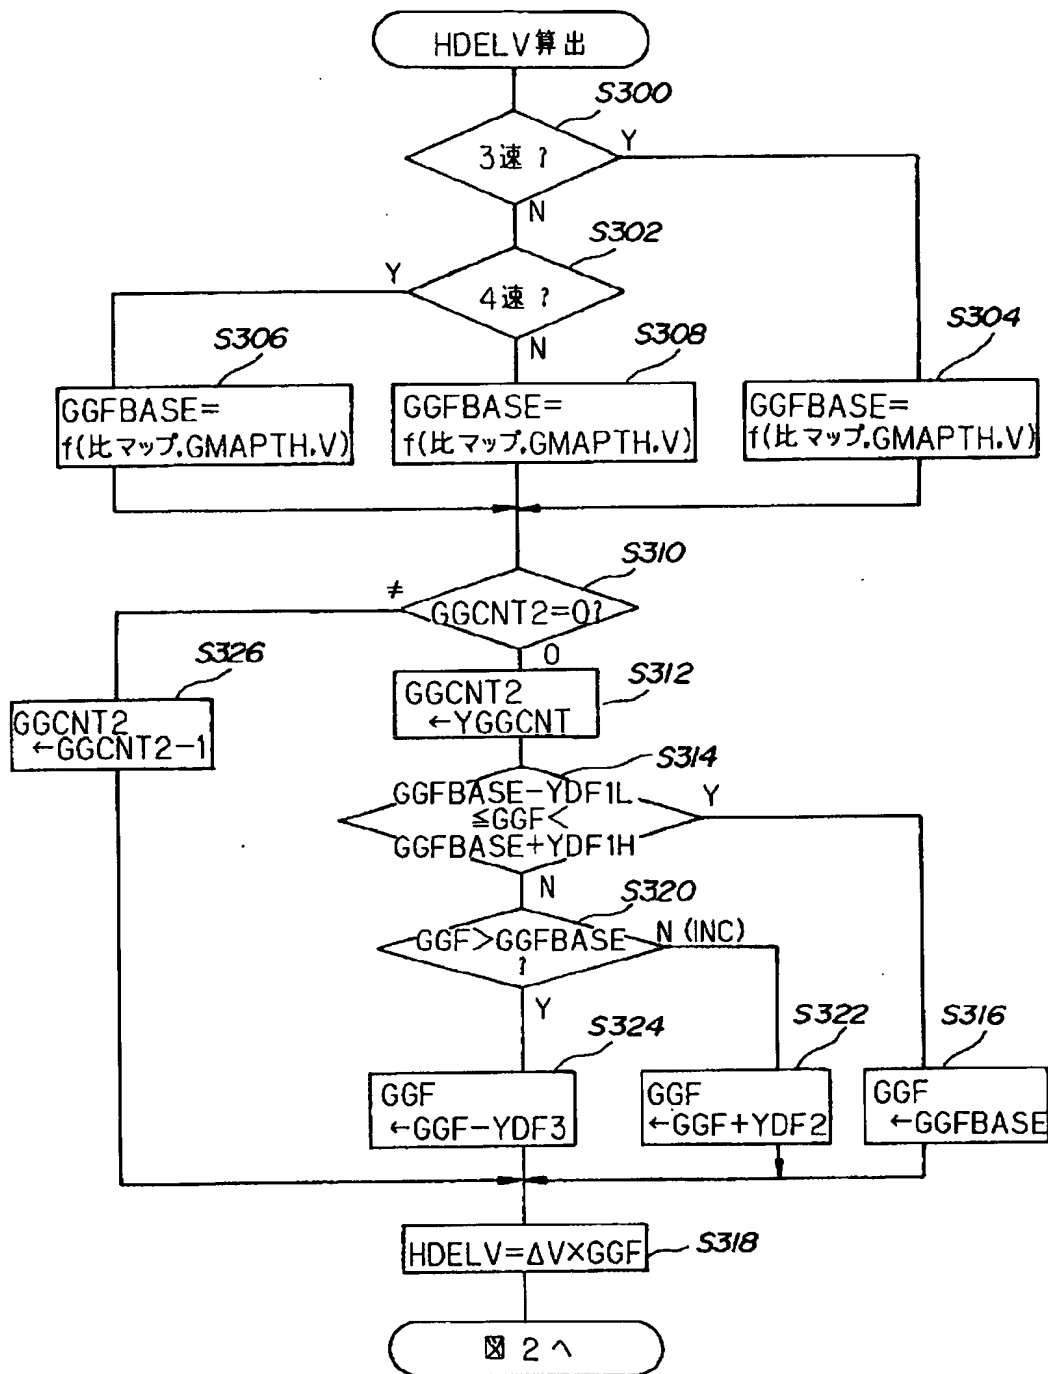 HDELV算出
S300
3速?
Y
N
S302
Y
4速?
N
S306
S308
S304
GGFBASE=
f(比マップ.GMAPTH.V)
GGFBASE=
f(比マップ.GMAPTH.V)
GGFBASE=
f(比マップ.GMAPTH.V)
S310
≠
GGCNT2=0?
0
S326
GGCNT2
←GGCNT2-1
S312
GGCNT2
←YGGCNT
S314
GGFBASE-YDF1L
≦GGF<
GGFBASE+YDF1H
Y
N
S320
GGF>GGFBASE
?
N (INC)
Y
S324
S322
S316
GGF
←GGF-YDF3
GGF
←GGF+YDF2
GGF
←GGFBASE
HDELV=ΔV×GGF
S318
図2へ